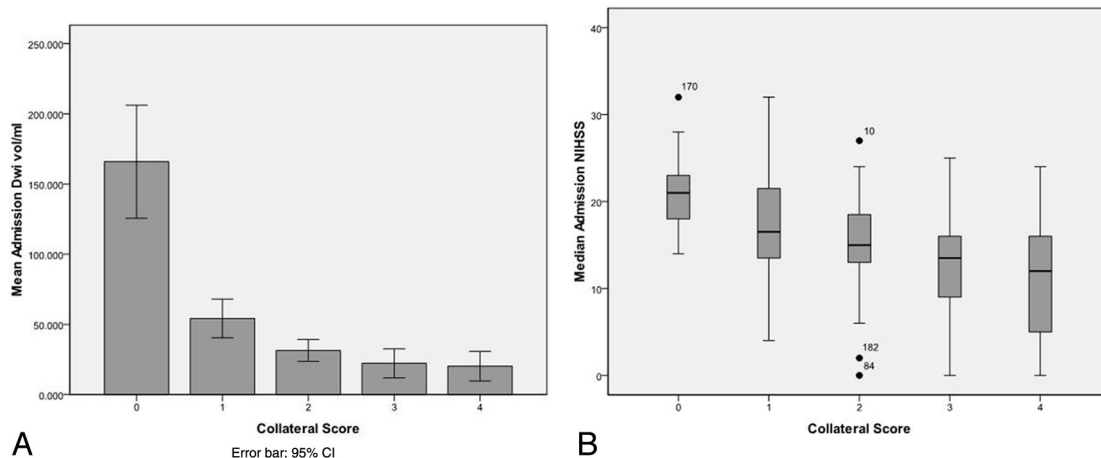 250.000
200.000
150.000
100.000
50.000
0.000
Mean Admission Dwi vol/ml
0 1 2 3 4
Collateral Score
A
Error bar: 95% CI
40
30
20
10
0
Median Admission NIHSS
170
10
182
84
0 1 2 3 4
Collateral Score
B